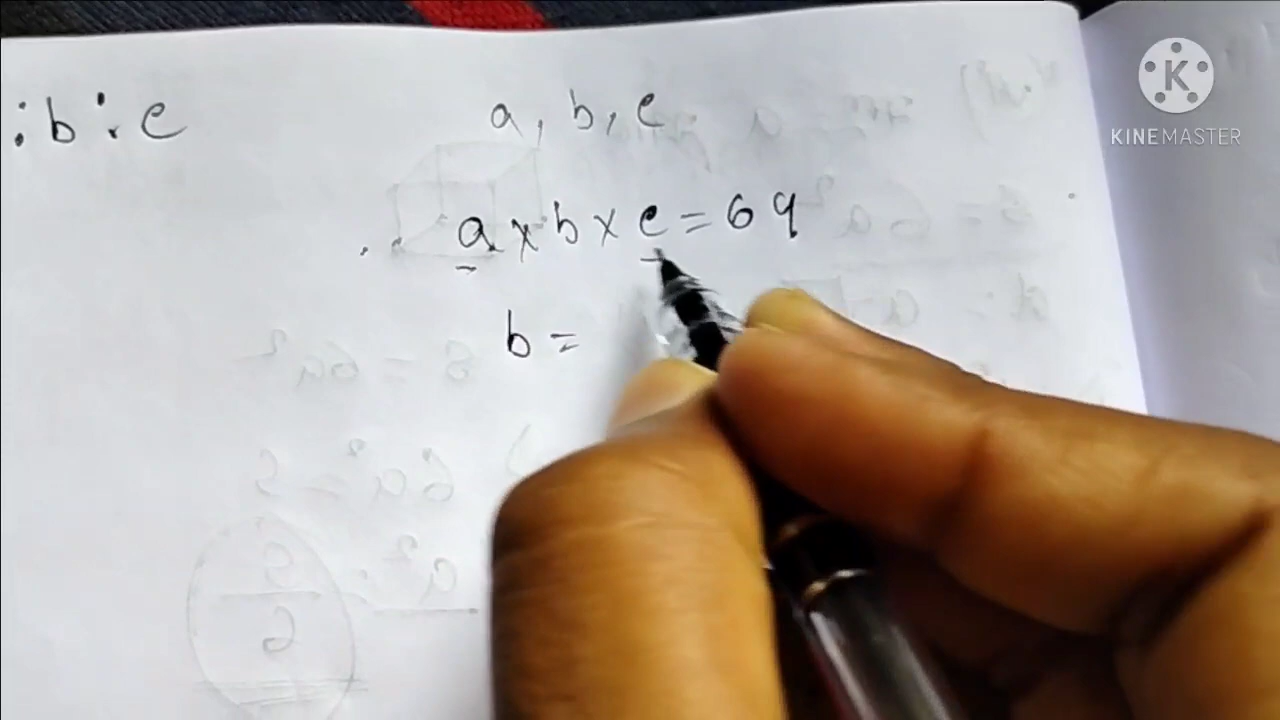 :b:c
a, b, c
a x b x c = 64
b =
KINEMASTER